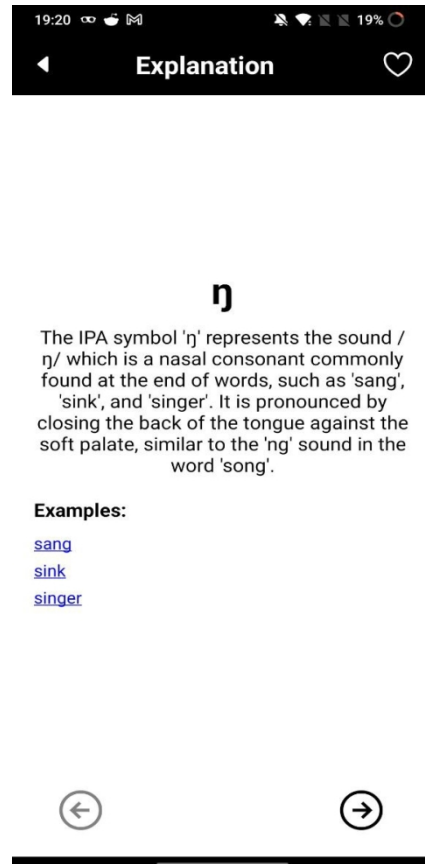 19:20 19%
Explanation
ŋ
The IPA symbol 'ŋ' represents the sound /
ŋ/ which is a nasal consonant commonly
found at the end of words, such as 'sang',
'sink', and 'singer'. It is pronounced by
closing the back of the tongue against the
soft palate, similar to the 'ng' sound in the
word 'song'.
Examples:
sang
sink
singer